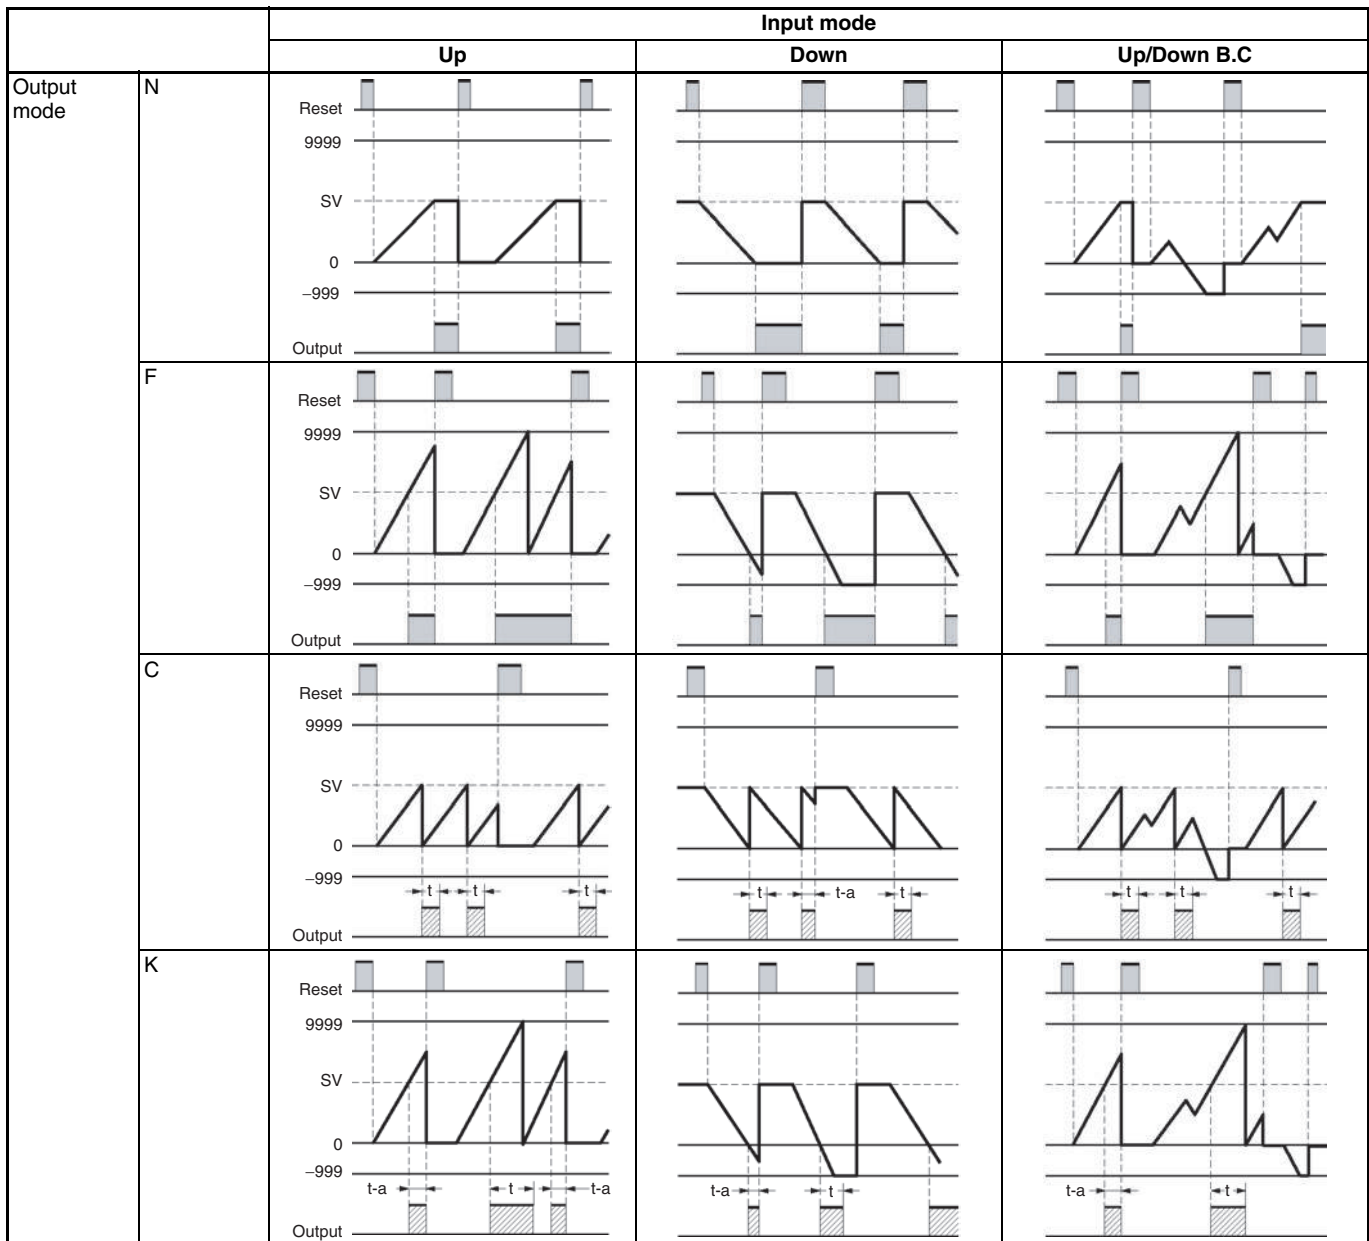 Input mode
Up
Down
Up/Down B.C
Output
mode
N
Reset
9999
SV
0
–999
Output
F
Reset
9999
SV
0
–999
Output
C
Reset
9999
SV
0
–999
t
t
t
Output
t
t-a
t
t
t
t
K
Reset
9999
SV
0
–999
t-a
t
t-a
Output
t-a
t
t-a
t